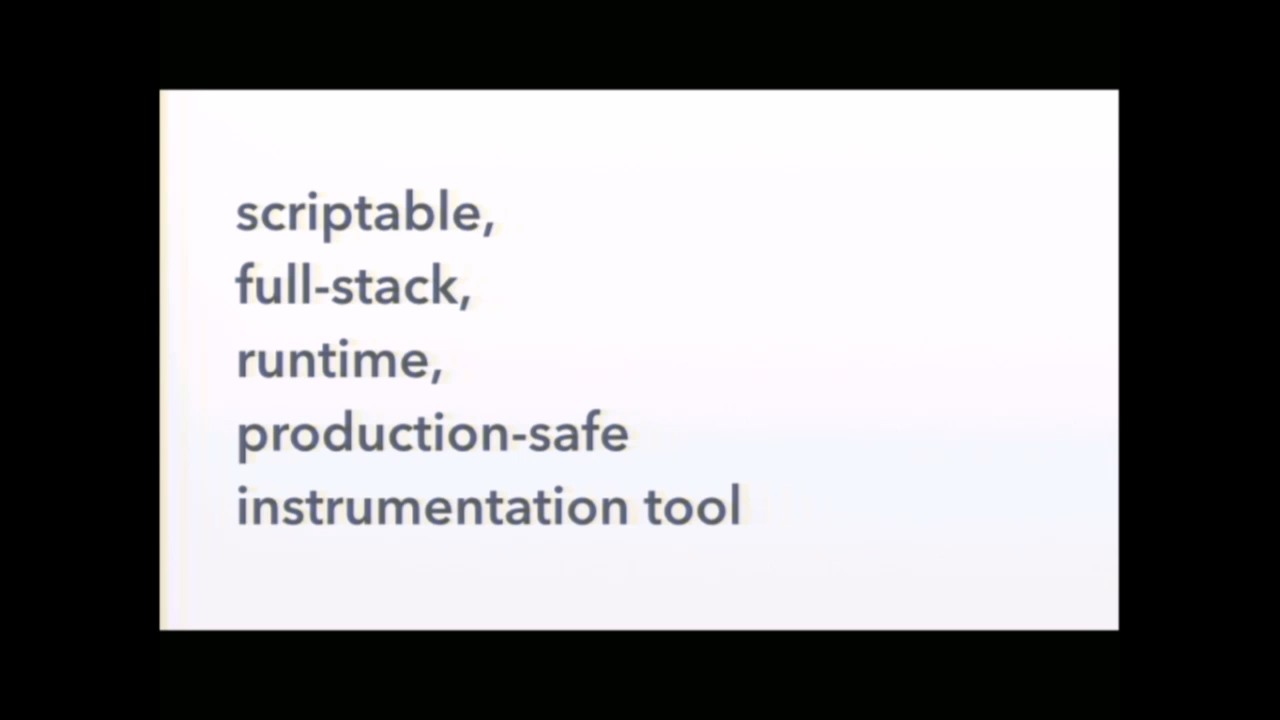 scriptable,
full-stack,
runtime,
production-safe
instrumentation tool